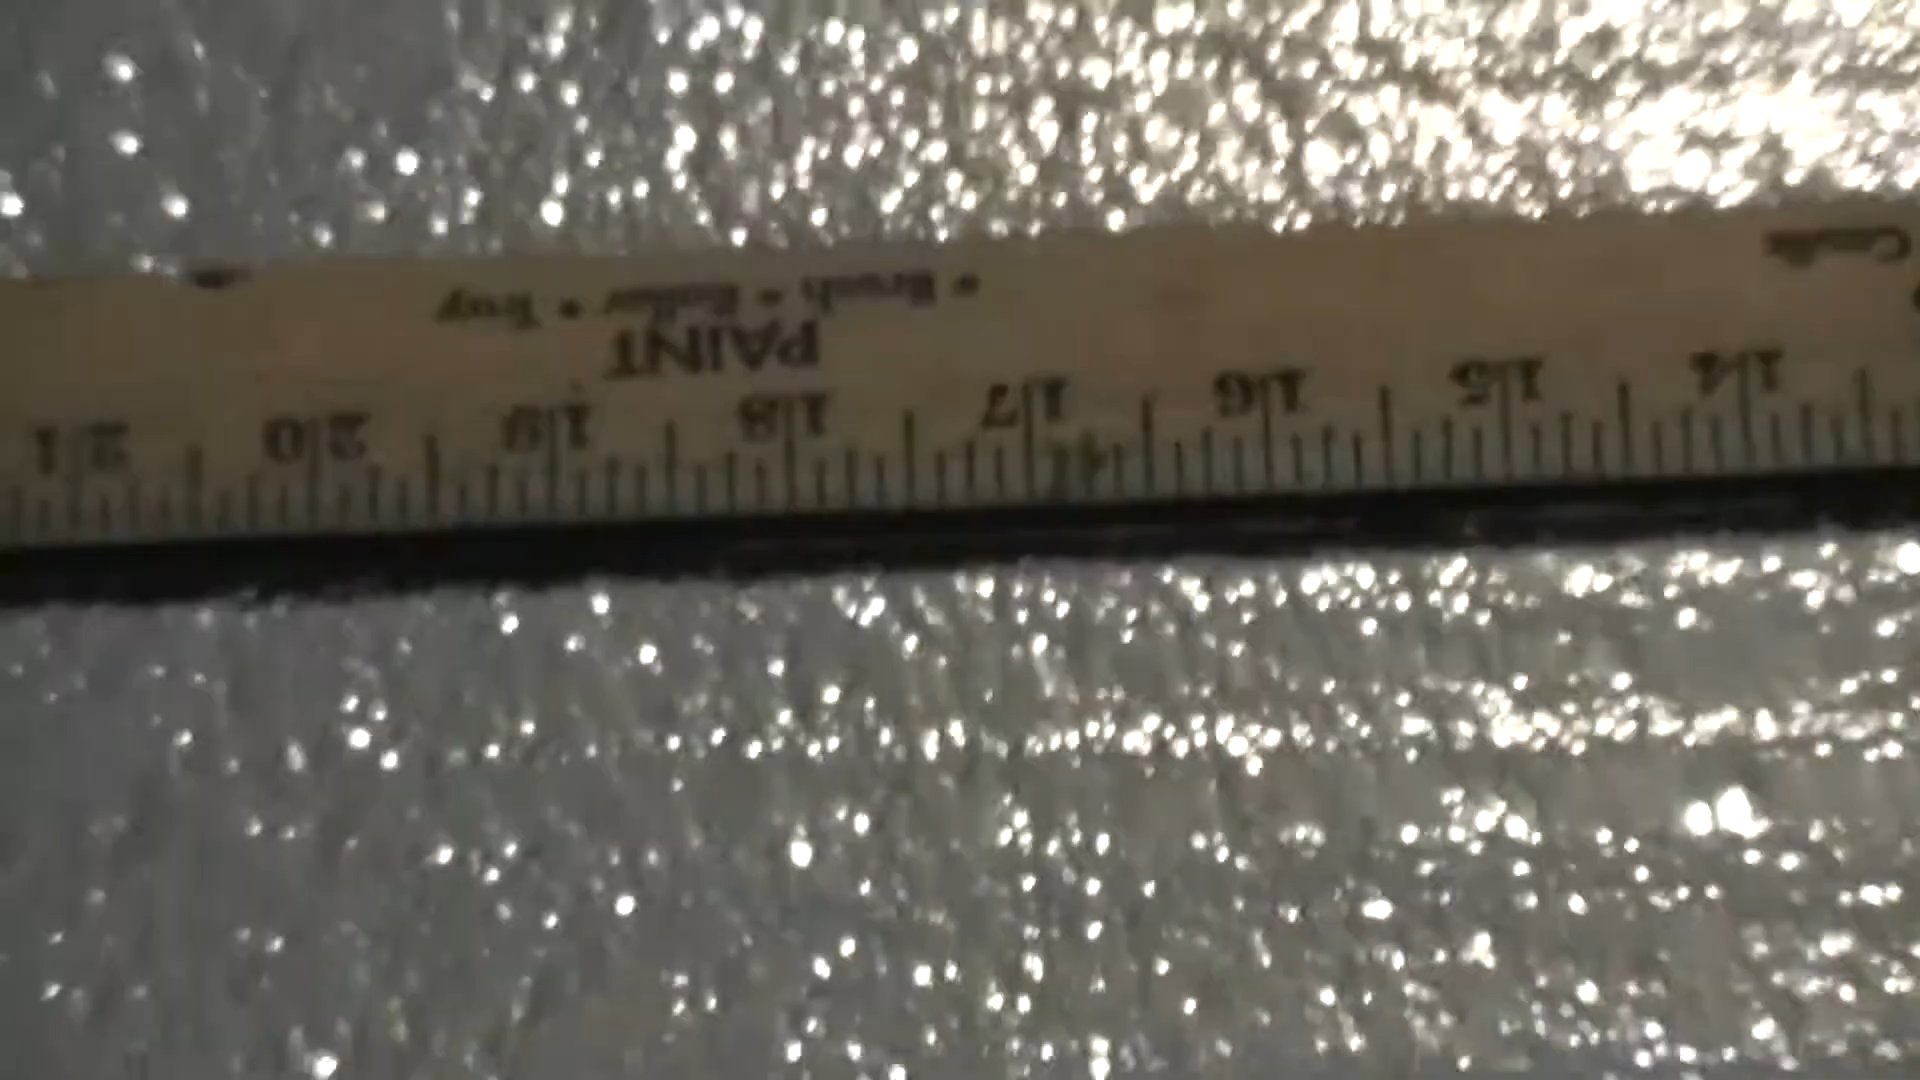 14 15 16 17 18 19 20 21
PAINT
• Brush • Roller • Tray